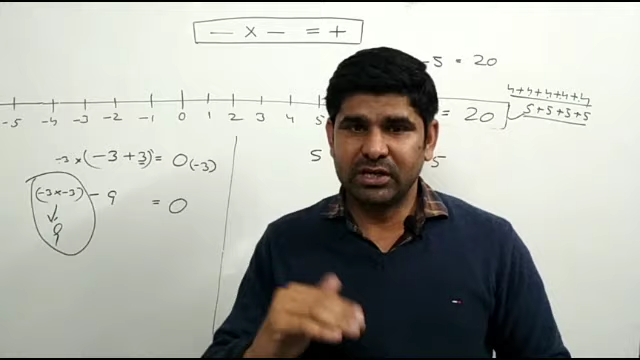 — × — = +
-5 = 20
4+4+4+4+4
= 20
5+5+5+5
-5 -4 -3 -2 -1 0 1 2 3 4 5
-3 × (-3 + 3) = 0(-3)
5
5
(-3 × -3) - 9 = 0
9